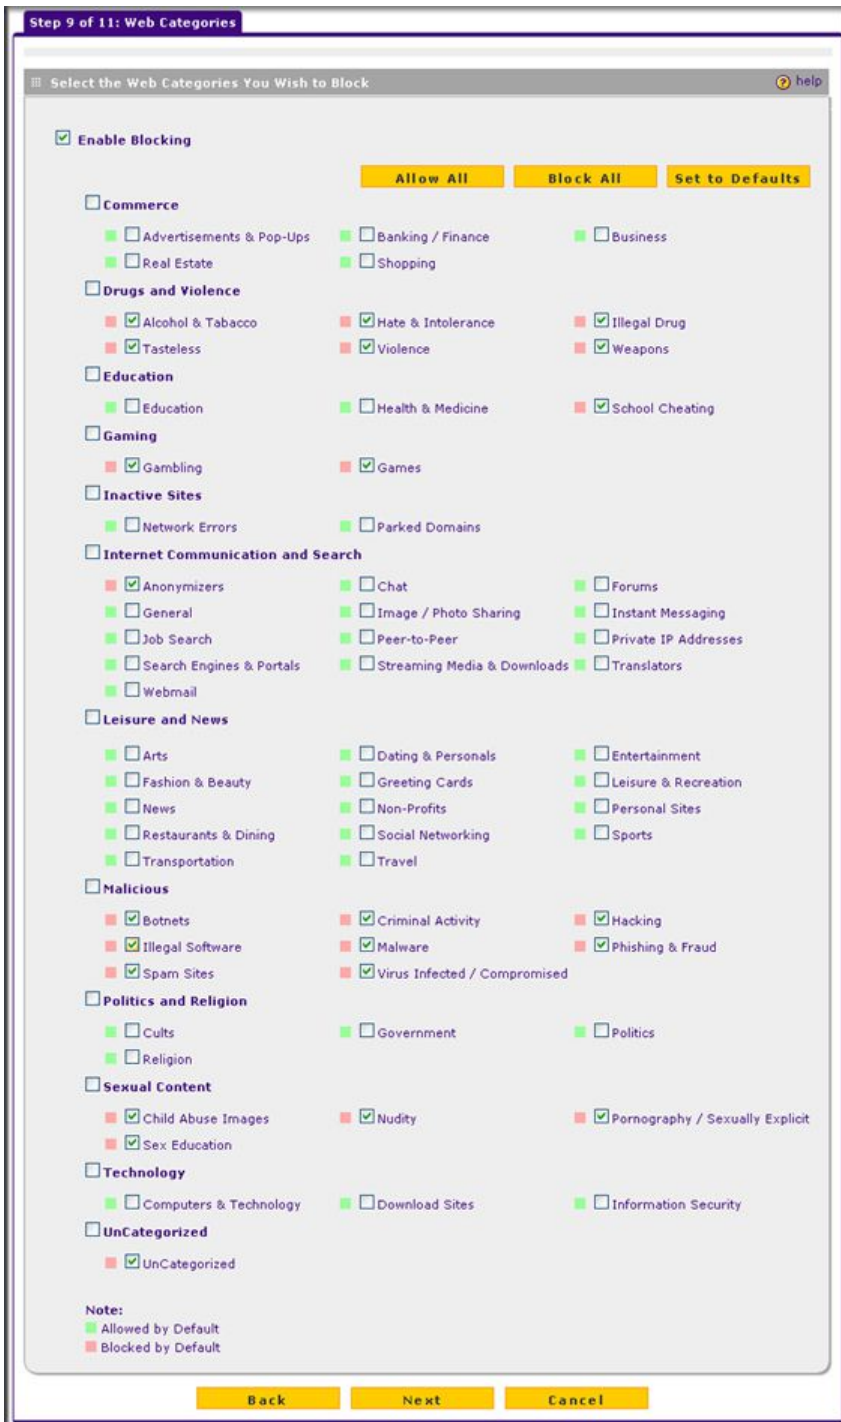 Step 9 of 11: Web Categories
Select the Web Categories You Wish to Block ? help
Enable Blocking
Allow All Block All Set to Defaults
Commerce
Advertisements & Pop-Ups Banking / Finance Business
Real Estate Shopping
Drugs and Violence
Alcohol & Tabacco Hate & Intolerance Illegal Drug
Tasteless Violence Weapons
Education
Education Health & Medicine School Cheating
Gaming
Gambling Games
Inactive Sites
Network Errors Parked Domains
Internet Communication and Search
Anonymizers Chat Forums
General Image / Photo Sharing Instant Messaging
Job Search Peer-to-Peer Private IP Addresses
Search Engines & Portals Streaming Media & Downloads Translators
Webmail
Leisure and News
Arts Dating & Personals Entertainment
Fashion & Beauty Greeting Cards Leisure & Recreation
News Non-Profits Personal Sites
Restaurants & Dining Social Networking Sports
Transportation Travel
Malicious
Botnets Criminal Activity Hacking
Illegal Software Malware Phishing & Fraud
Spam Sites Virus Infected / Compromised
Politics and Religion
Cults Government Politics
Religion
Sexual Content
Child Abuse Images Nudity Pornography / Sexually Explicit
Sex Education
Technology
Computers & Technology Download Sites Information Security
UnCategorized
UnCategorized
Note:
Allowed by Default
Blocked by Default
Back Next Cancel